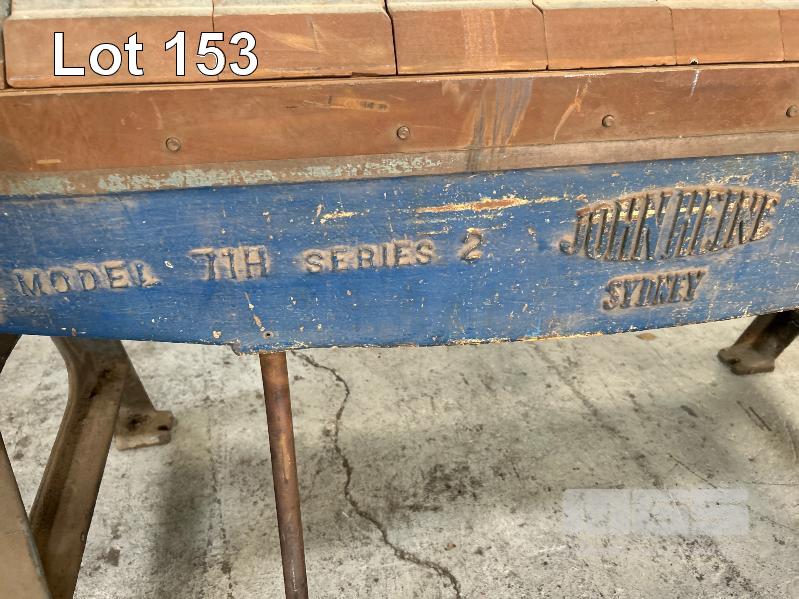 Lot 153
MODEL 71H SERIES 2
JOHN HEINE
SYDNEY